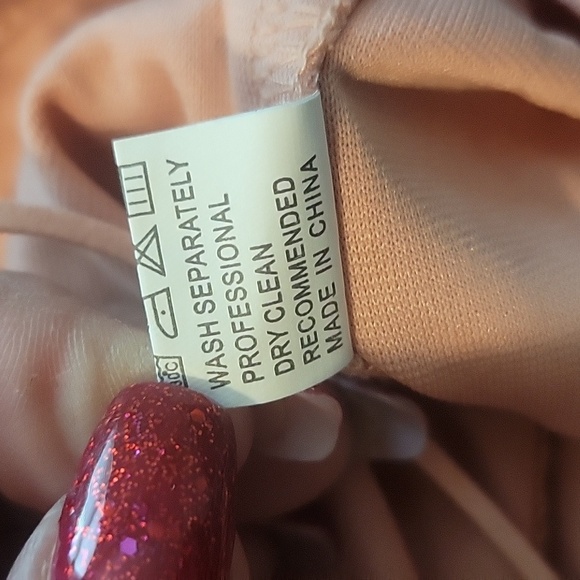 WASH SEPARATELY
PROFESSIONAL
DRY CLEAN
RECOMMENDED
MADE IN CHINA